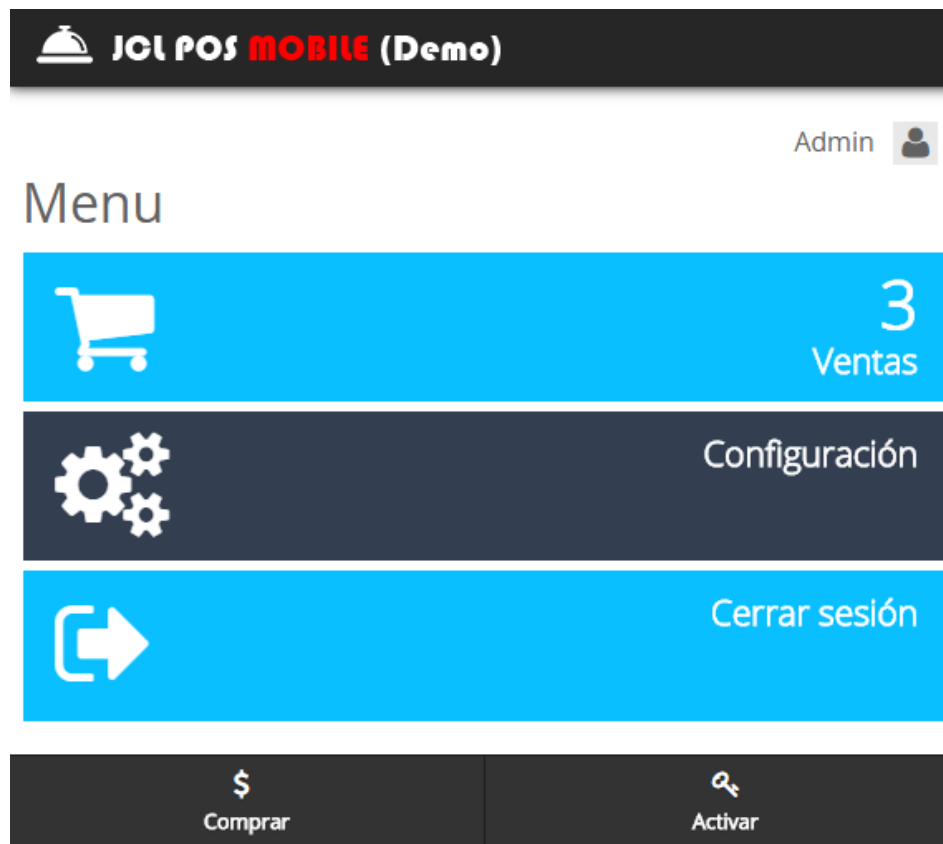 JCL POS MOBILE (Demo)
Admin
Menu
3
Ventas
Configuración
Cerrar sesión
$
Comprar
Activar